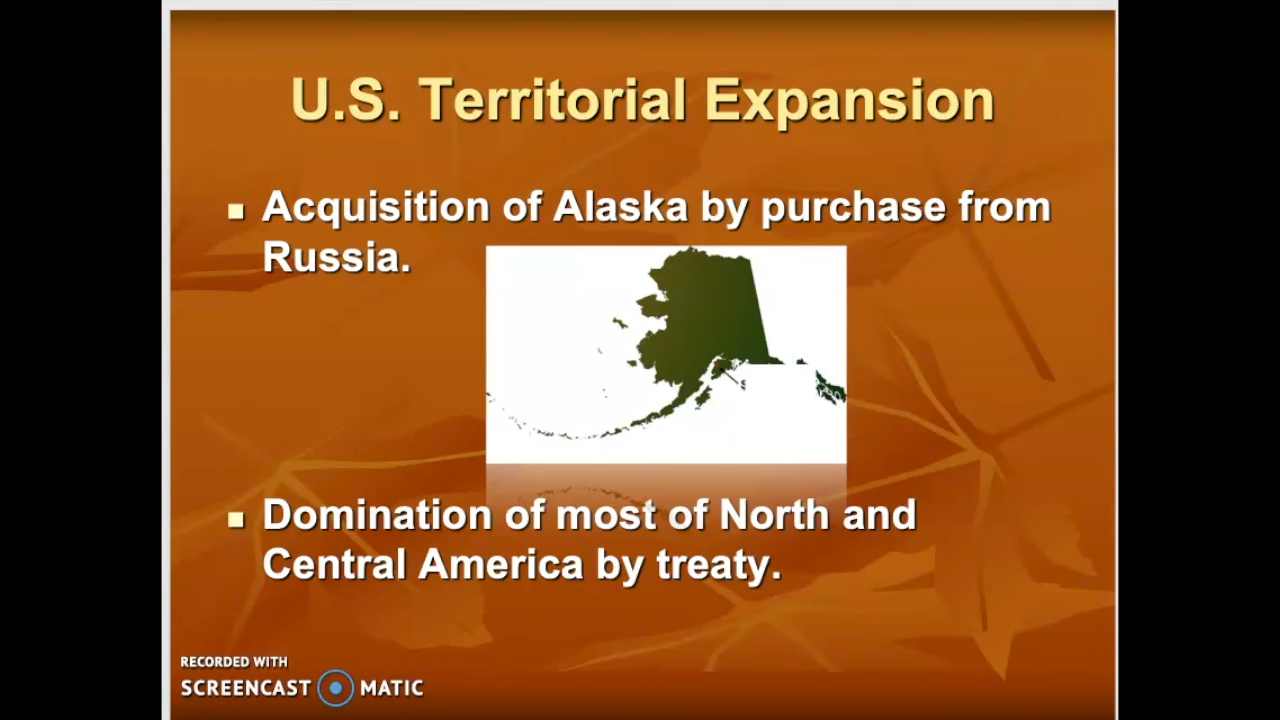 U.S. Territorial Expansion
Acquisition of Alaska by purchase from
Russia.
Domination of most of North and
Central America by treaty.
RECORDED WITH
SCREENCAST MATIC